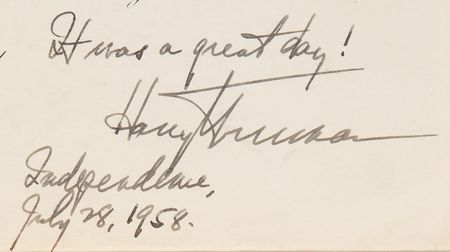 It was a great day!
Harry Truman
Independence,
July 28, 1958.